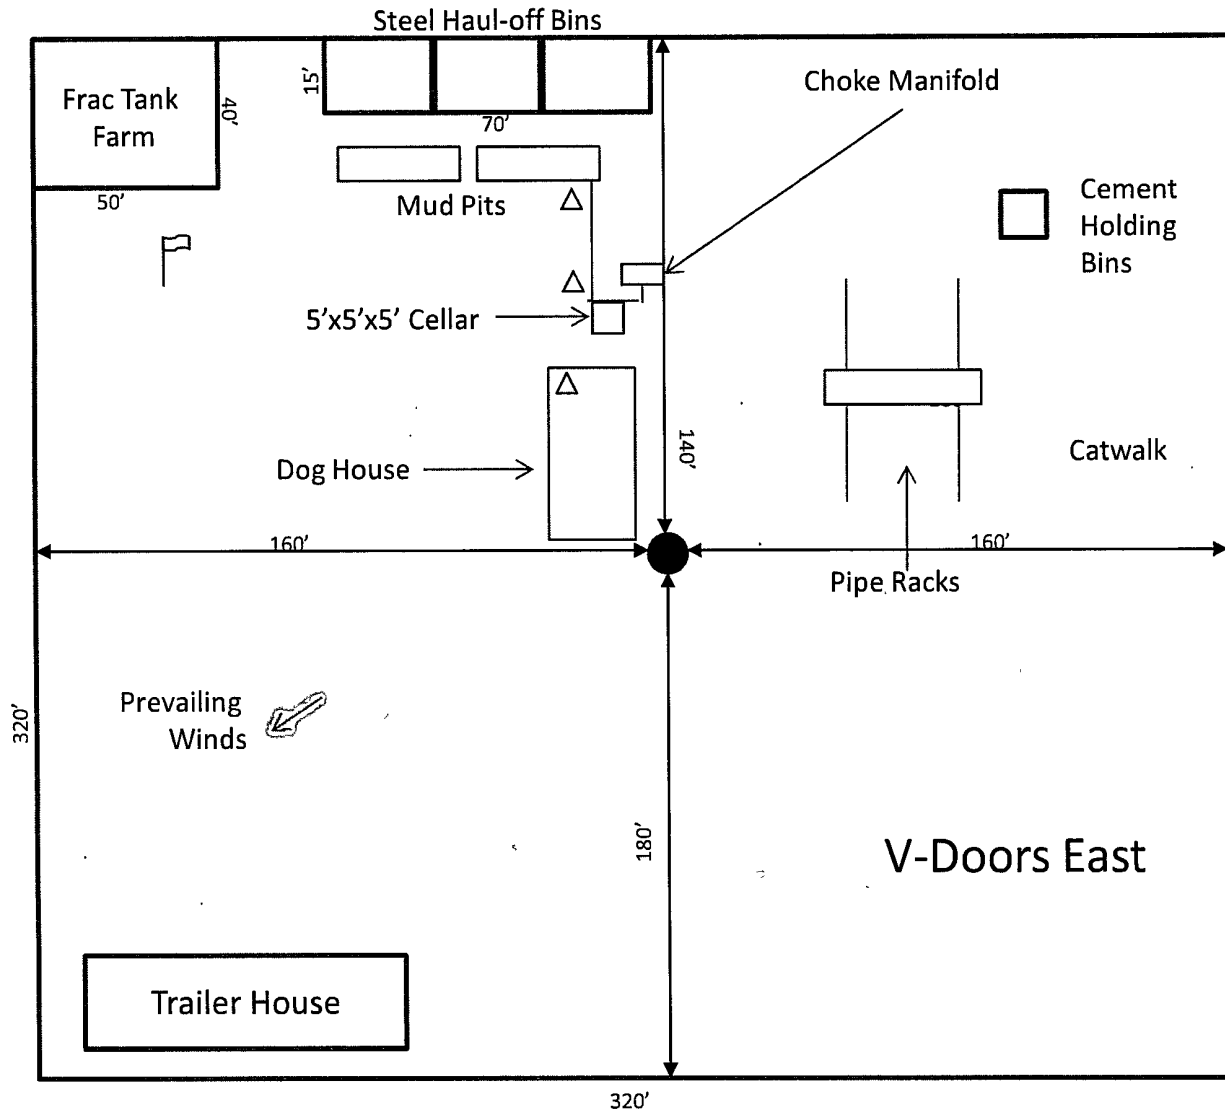 Steel Haul-off Bins
Frac Tank
Farm
40'
50'
15'
70'
Choke Manifold
Mud Pits
Cement
Holding
Bins
5'x5'x5' Cellar
Dog House
140'
Catwalk
160'
160'
Pipe Racks
Prevailing
Winds
320'
180'
V-Doors East
Trailer House
320'